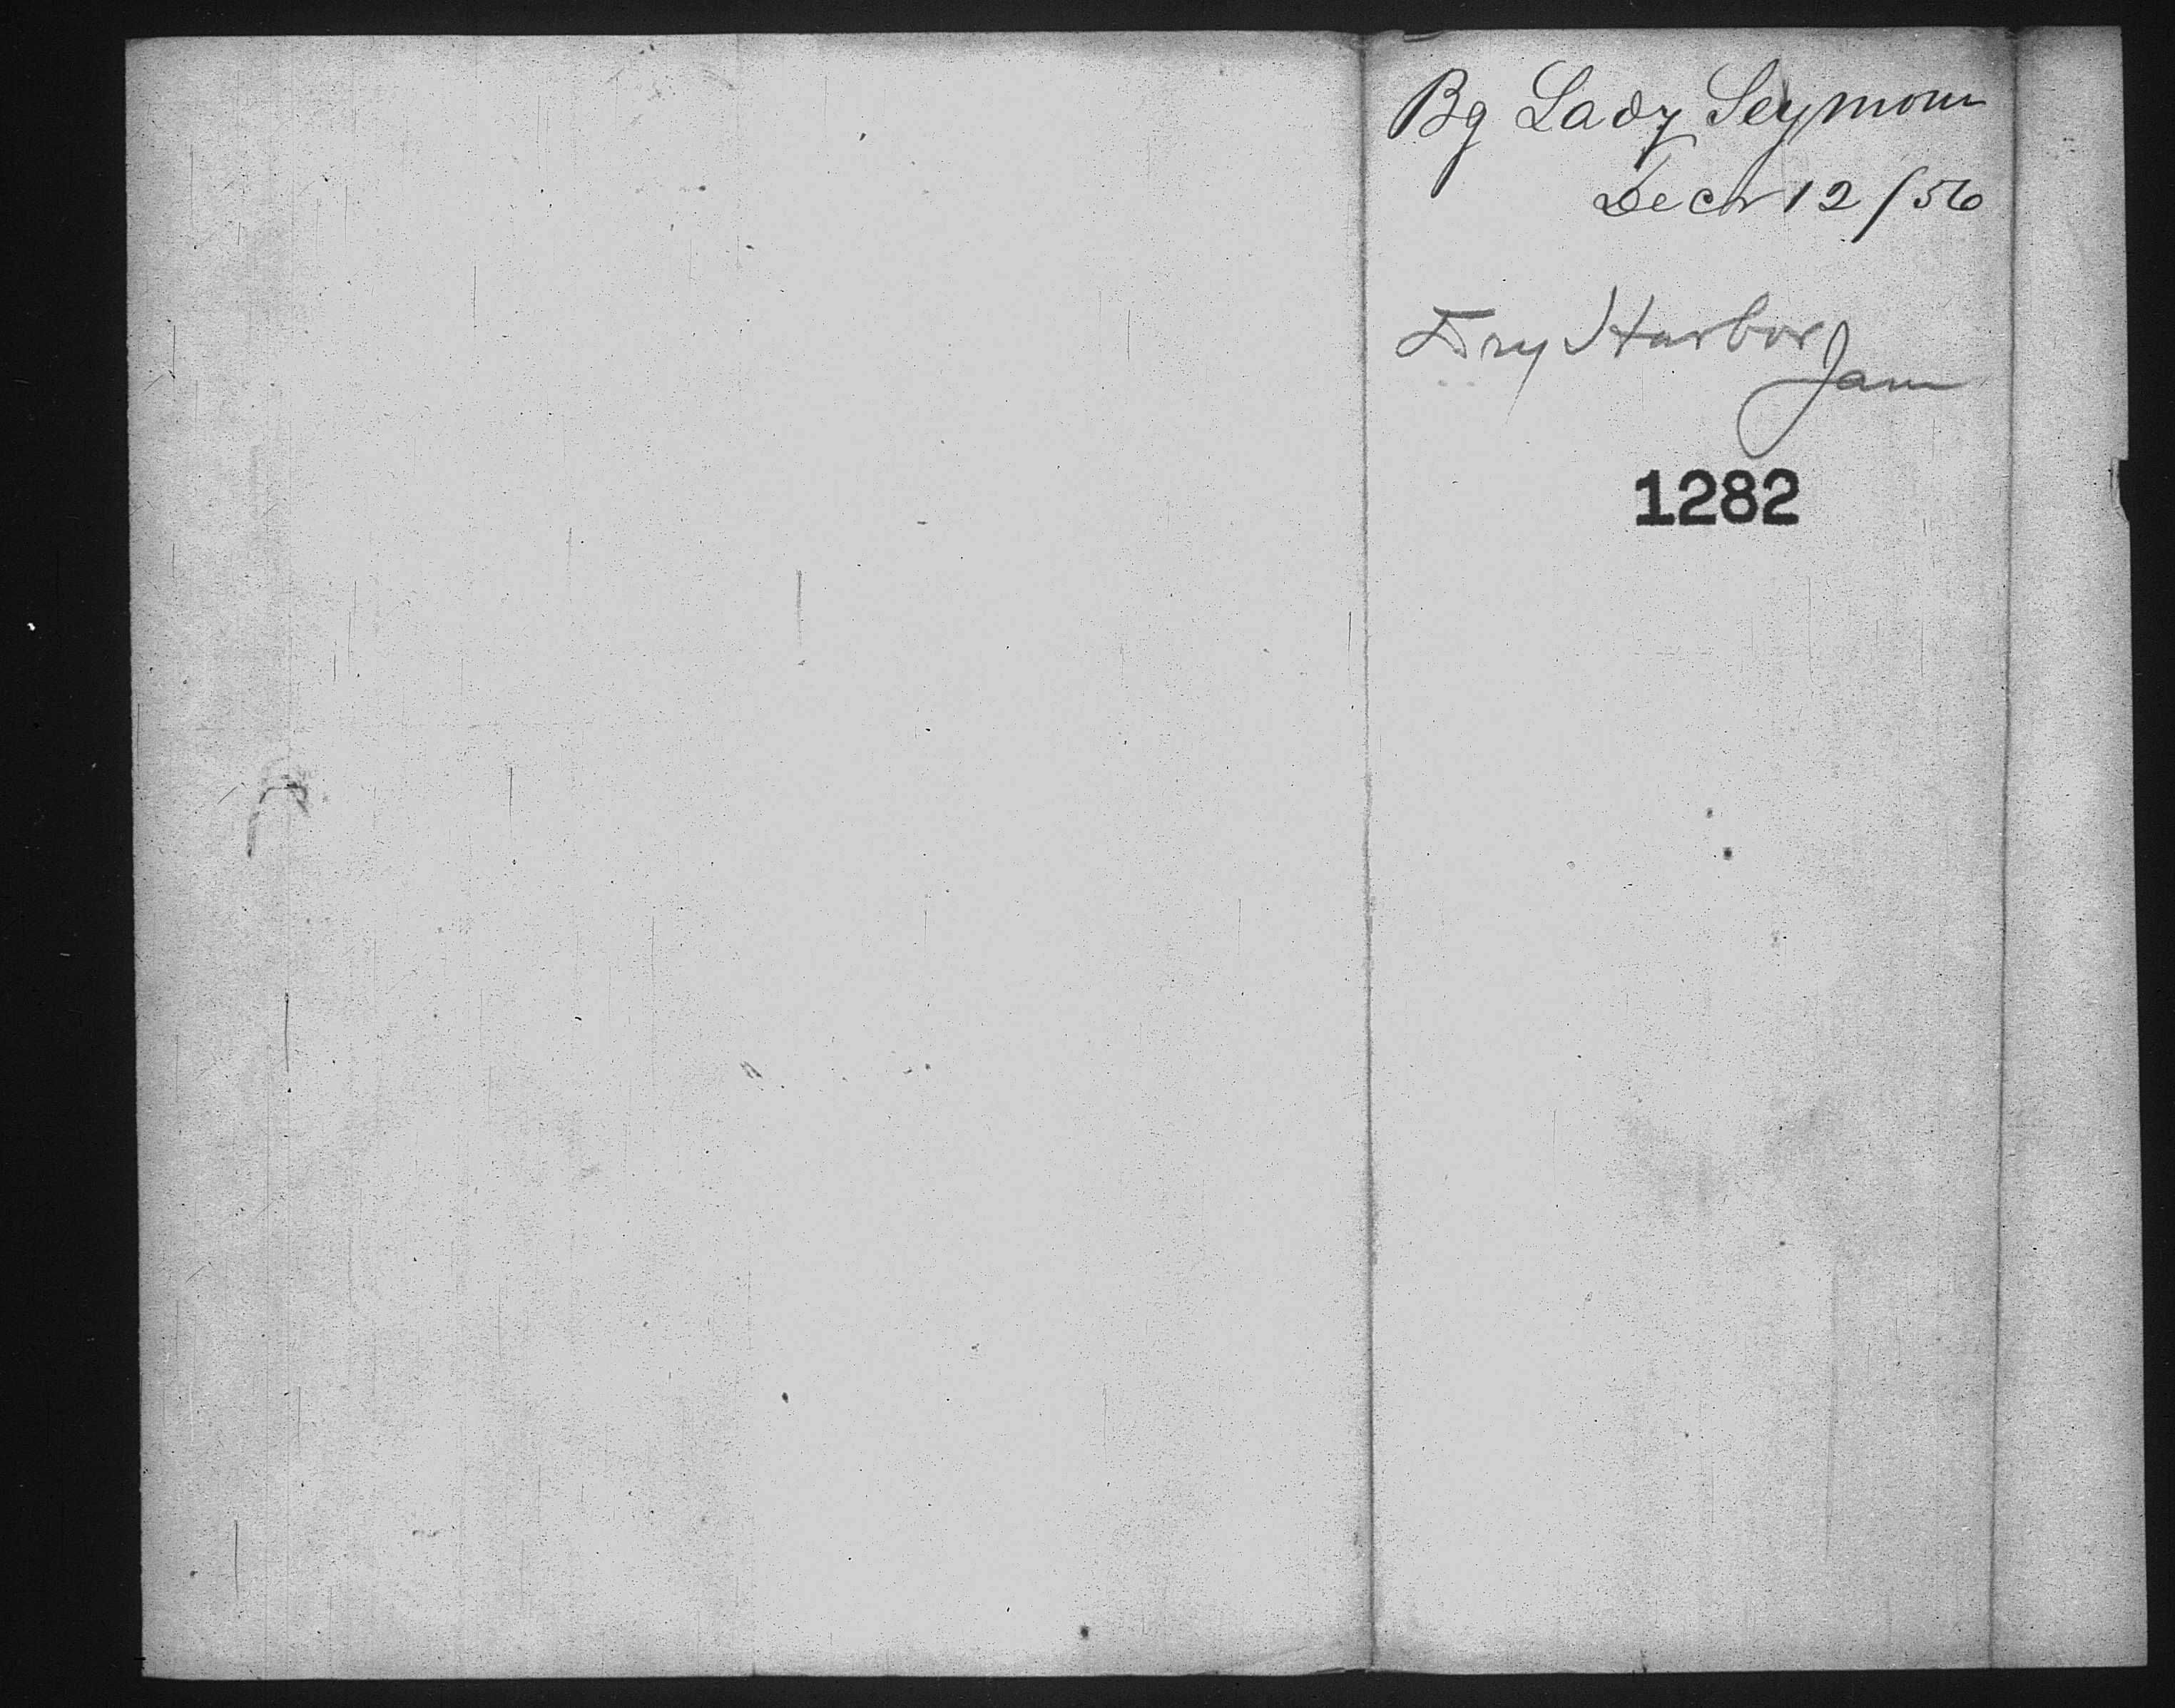 Bg Lady Seymour
Decr 12/56
Dry Harbor
Jam
1282